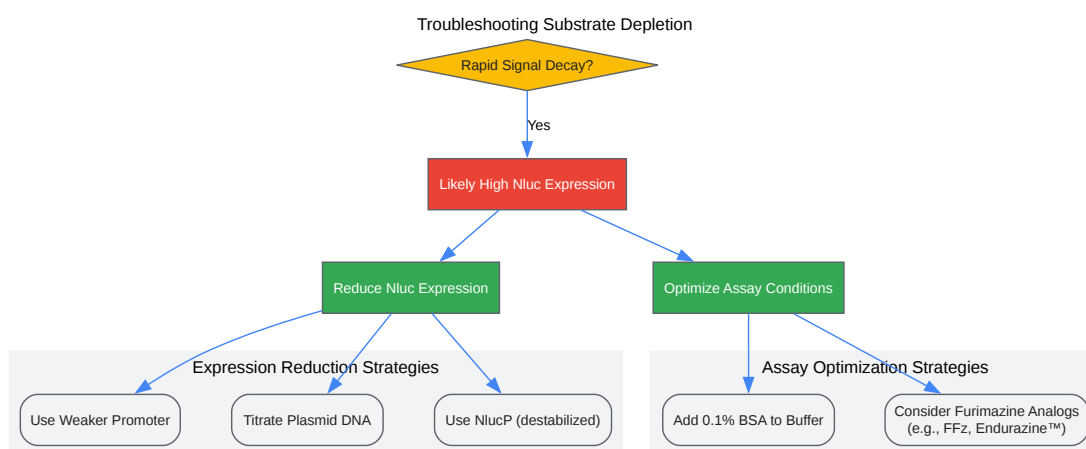 Troubleshooting Substrate Depletion
Rapid Signal Decay?
Yes
Likely High Nluc Expression
Reduce Nluc Expression
Optimize Assay Conditions
Expression Reduction Strategies
Assay Optimization Strategies
Use Weaker Promoter
Titrate Plasmid DNA
Use NlucP (destabilized)
Add 0.1% BSA to Buffer
Consider Furimazine Analogs
(e.g., FFz, Endurazine™)